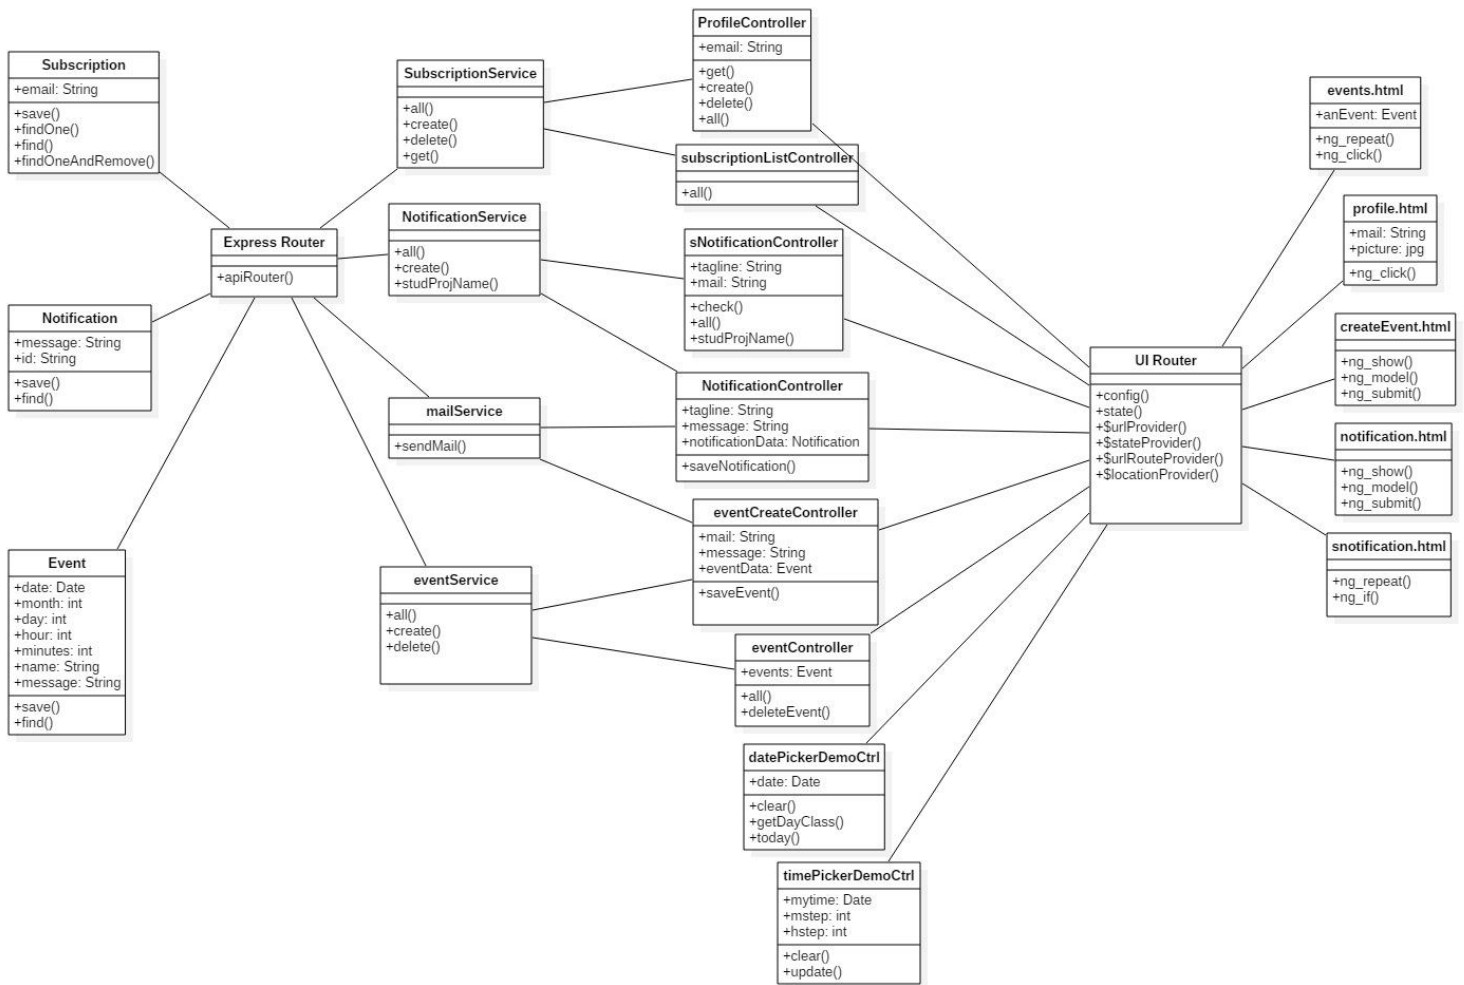 Subscription
+email: String
+save()
+findOne()
+find()
+findOneAndRemove()
Notification
+message: String
+id: String
+save()
+find()
Event
+date: Date
+month: int
+day: int
+hour: int
+minutes: int
+name: String
+message: String
+save()
+find()
Express Router
+apiRouter()
SubscriptionService
+all()
+create()
+delete()
+get()
NotificationService
+all()
+create()
+studProjName()
mailService
+sendMail()
eventService
+all()
+create()
+delete()
ProfileController
+email: String
+get()
+create()
+delete()
+all()
subscriptionListController
+all()
sNotificationController
+tagline: String
+mail: String
+check()
+all()
+studProjName()
NotificationController
+tagline: String
+message: String
+notificationData: Notification
+saveNotification()
eventCreateController
+mail: String
+message: String
+eventData: Event
+saveEvent()
eventController
+events: Event
+all()
+deleteEvent()
datePickerDemoCtrl
+date: Date
+clear()
+getDayClass()
+today()
timePickerDemoCtrl
+mytime: Date
+mstep: int
+hstep: int
+clear()
+update()
UI Router
+config()
+state()
+$urlProvider()
+$stateProvider()
+$urlRouteProvider()
+$locationProvider()
events.html
+anEvent: Event
+ng_repeat()
+ng_click()
profile.html
+mail: String
+picture: jpg
+ng_click()
createEvent.html
+ng_show()
+ng_model()
+ng_submit()
notification.html
+ng_show()
+ng_model()
+ng_submit()
snotification.html
+ng_repeat()
+ng_if()